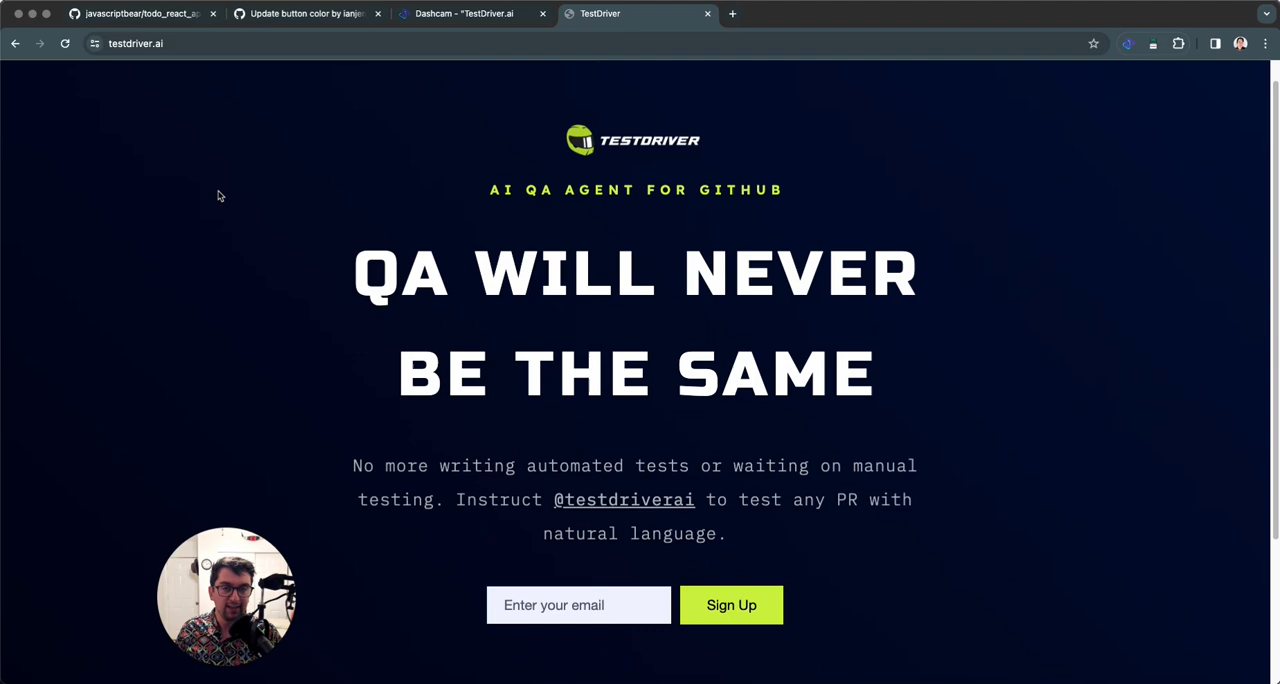 javascriptbear/todo_react_ap
Update button color by ianjen
Dashcam - "TestDriver.ai
TestDriver
testdriver.ai
TESTDRIVER
AI QA AGENT FOR GITHUB
QA WILL NEVER
BE THE SAME
No more writing automated tests or waiting on manual
testing. Instruct @testdriverai to test any PR with
natural language.
Enter your email
Sign Up